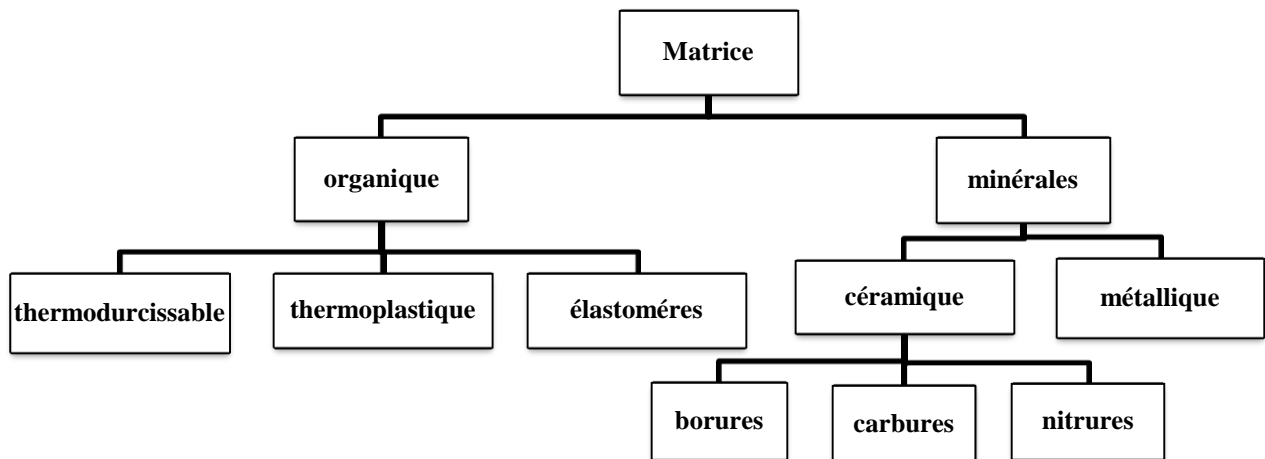 Matrice
organique
minérales
thermodurcissable
thermoplastique
élastoméres
céramique
métallique
borures
carbures
nitrures